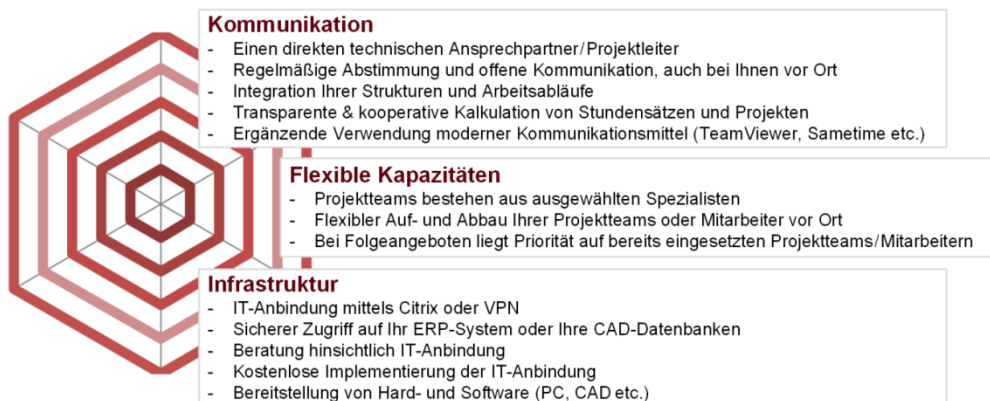 Kommunikation
- Einen direkten technischen Ansprechpartner/Projektleiter
- Regelmäßige Abstimmung und offene Kommunikation, auch bei Ihnen vor Ort
- Integration Ihrer Strukturen und Arbeitsabläufe
- Transparente & kooperative Kalkulation von Stundensätzen und Projekten
- Ergänzende Verwendung moderner Kommunikationsmittel (TeamViewer, Sametime etc.)
Flexible Kapazitäten
- Projektteams bestehen aus ausgewählten Spezialisten
- Flexibler Auf- und Abbau Ihrer Projektteams oder Mitarbeiter vor Ort
- Bei Folgeangeboten liegt Priorität auf bereits eingesetzten Projektteams/Mitarbeitern
Infrastruktur
- IT-Anbindung mittels Citrix oder VPN
- Sicherer Zugriff auf Ihr ERP-System oder Ihre CAD-Datenbanken
- Beratung hinsichtlich IT-Anbindung
- Kostenlose Implementierung der IT-Anbindung
- Bereitstellung von Hard- und Software (PC, CAD etc.)